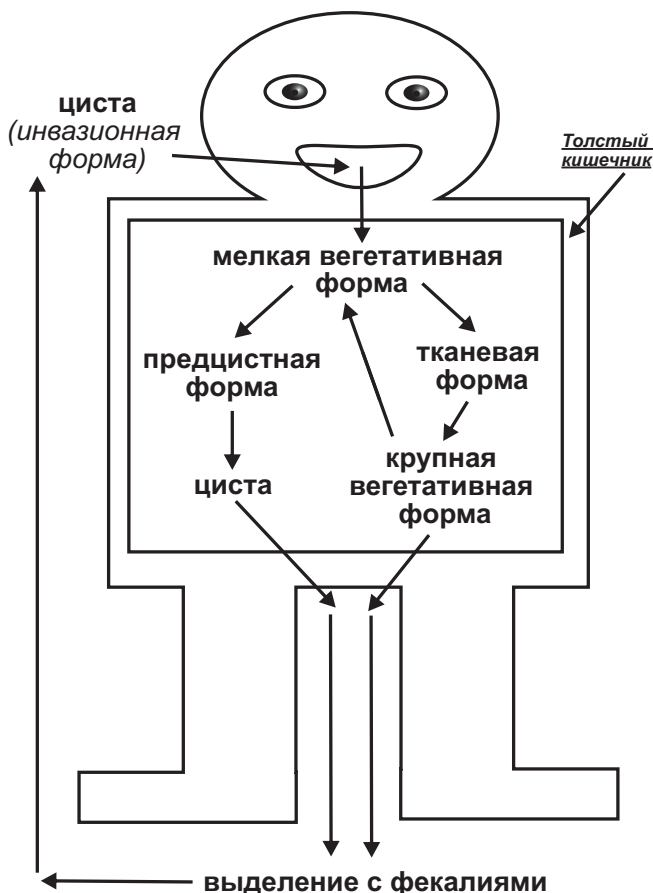 циста
(инвазионная
форма)
Толстый
кишечник
мелкая вегетативная
форма
предцистная
форма
тканевая
форма
циста
крупная
вегетативная
форма
выделение с фекалиями